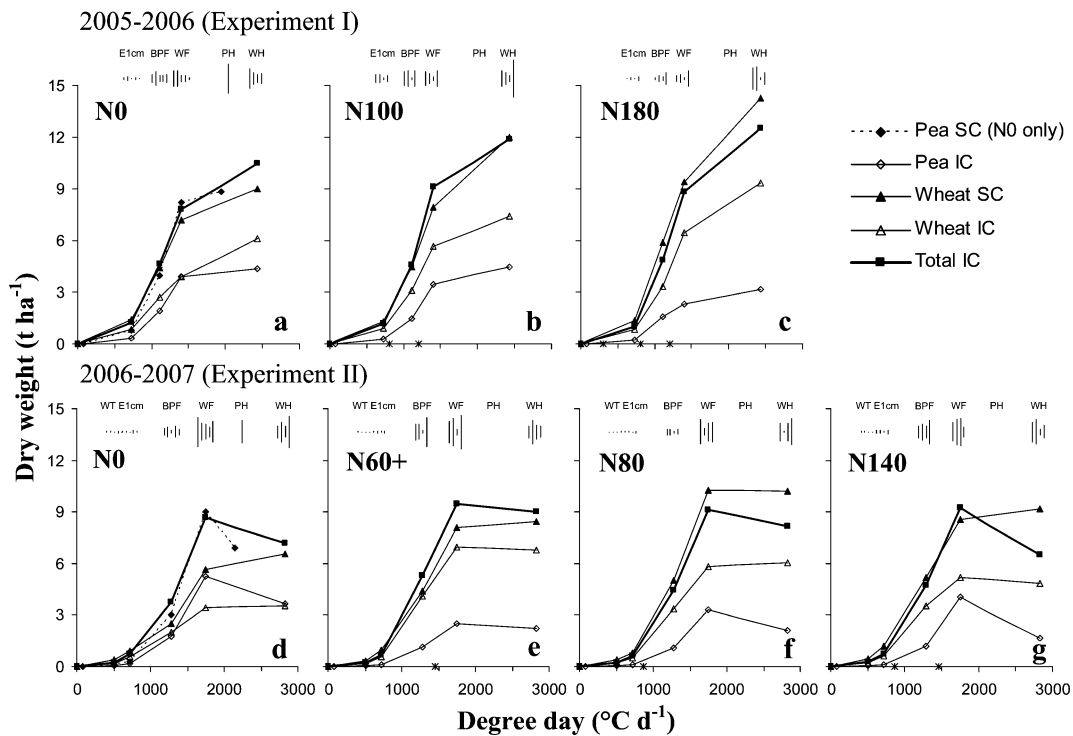 2005-2006 (Experiment I)
E1cm BPF WF PH WH
E1cm BPF WF PH WH
E1cm BPF WF PH WH
15
12
9
6
3
0
N0
N100
N180
a
b
c
Pea SC (N0 only)
Pea IC
Wheat SC
Wheat IC
Total IC
Dry weight (t ha-1)
2006-2007 (Experiment II)
WT E1cm BPF WF PH WH
WT E1cm BPF WF PH WH
WT E1cm BPF WF PH WH
WT E1cm BPF WF PH WH
15
12
9
6
3
0
N0
N60+
N80
N140
d
e
f
g
0 1000 2000 3000
0 1000 2000 3000
0 1000 2000 3000
0 1000 2000 3000
Degree day (°C d-1)